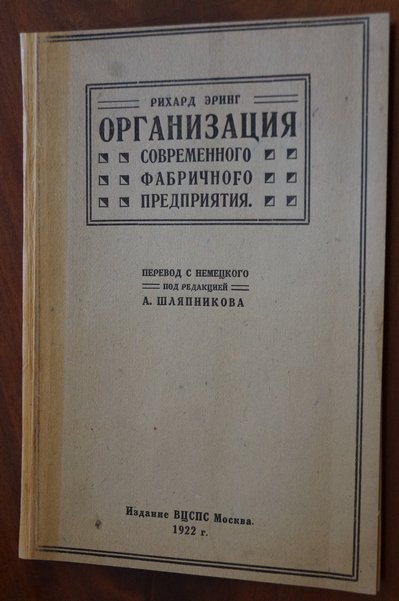 РИХАРД ЭРИНГ
ОРГАНИЗАЦИЯ
СОВРЕМЕННОГО
ФАБРИЧНОГО
ПРЕДПРИЯТИЯ.
ПЕРЕВОД С НЕМЕЦКОГО
ПОД РЕДАКЦИЕЙ
А. ШЛЯПНИКОВА
Издание ВЦСПС Москва.
1922 г.